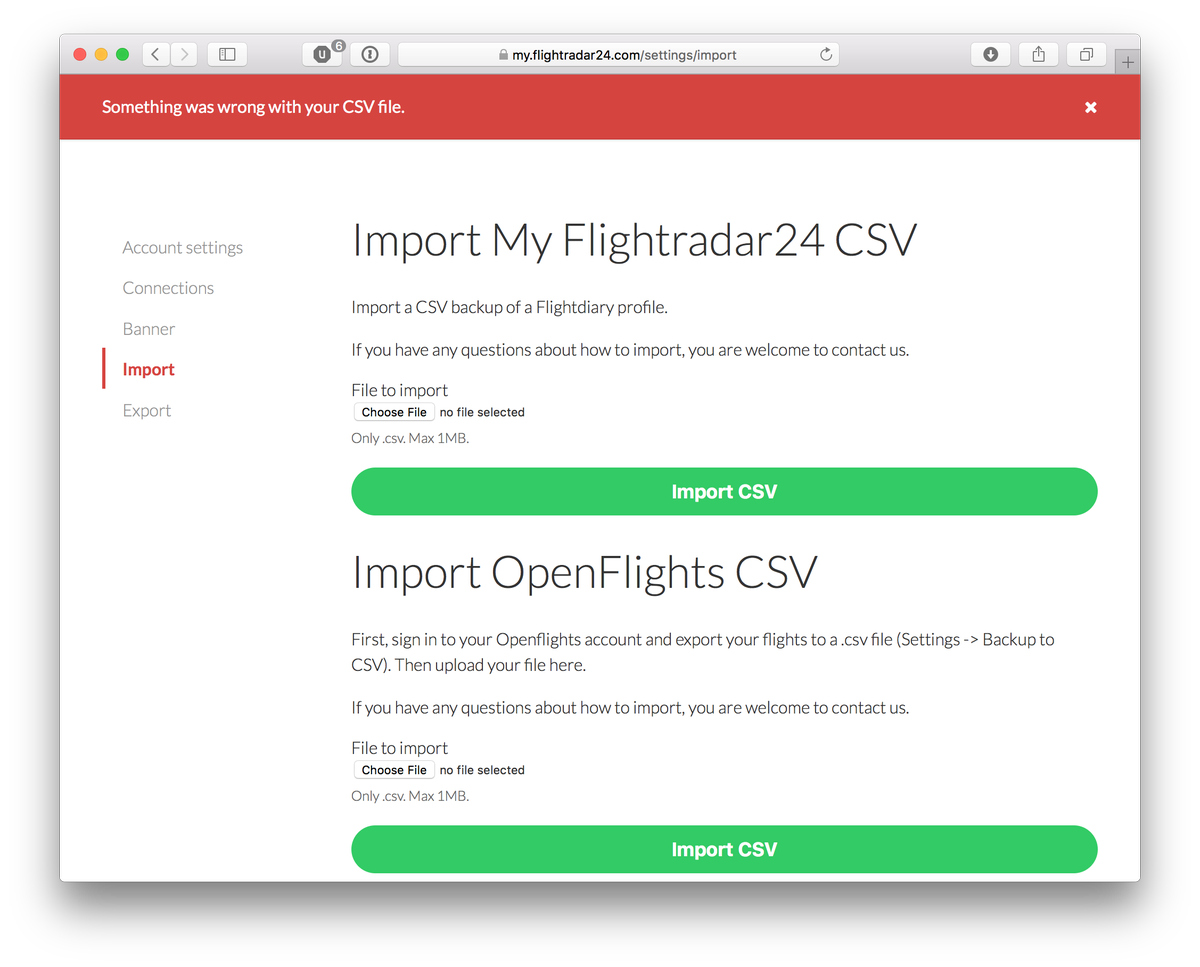 6
my.flightradar24.com/settings/import
Something was wrong with your CSV file.
Account settings
Connections
Banner
Import
Export
Import My Flightradar24 CSV
Import a CSV backup of a Flightdiary profile.
If you have any questions about how to import, you are welcome to contact us.
File to import
Choose File no file selected
Only .csv. Max 1MB.
Import CSV
Import OpenFlights CSV
First, sign in to your Openflights account and export your flights to a .csv file (Settings -> Backup to
CSV). Then upload your file here.
If you have any questions about how to import, you are welcome to contact us.
File to import
Choose File no file selected
Only .csv. Max 1MB.
Import CSV